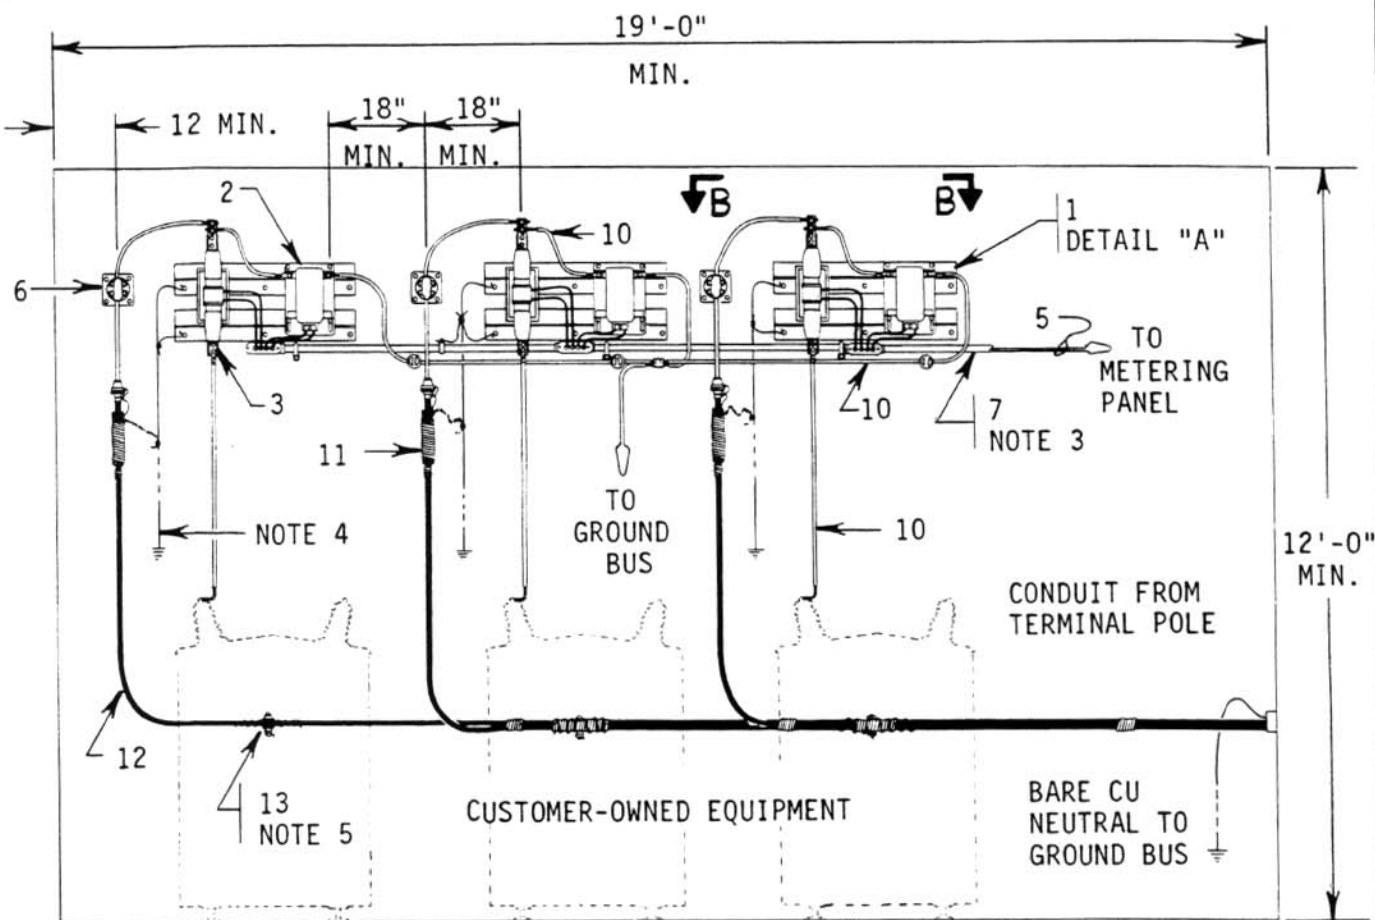 19'-0"
MIN.
12 MIN.
18"
MIN.
18"
MIN.
B
B
2
10
1
DETAIL "A"
6
5
TO
METERING
PANEL
3
10
7
NOTE 3
11
TO
GROUND
BUS
NOTE 4
10
12'-0"
MIN.
CONDUIT FROM
TERMINAL POLE
12
13
NOTE 5
CUSTOMER-OWNED EQUIPMENT
BARE CU
NEUTRAL TO
GROUND BUS